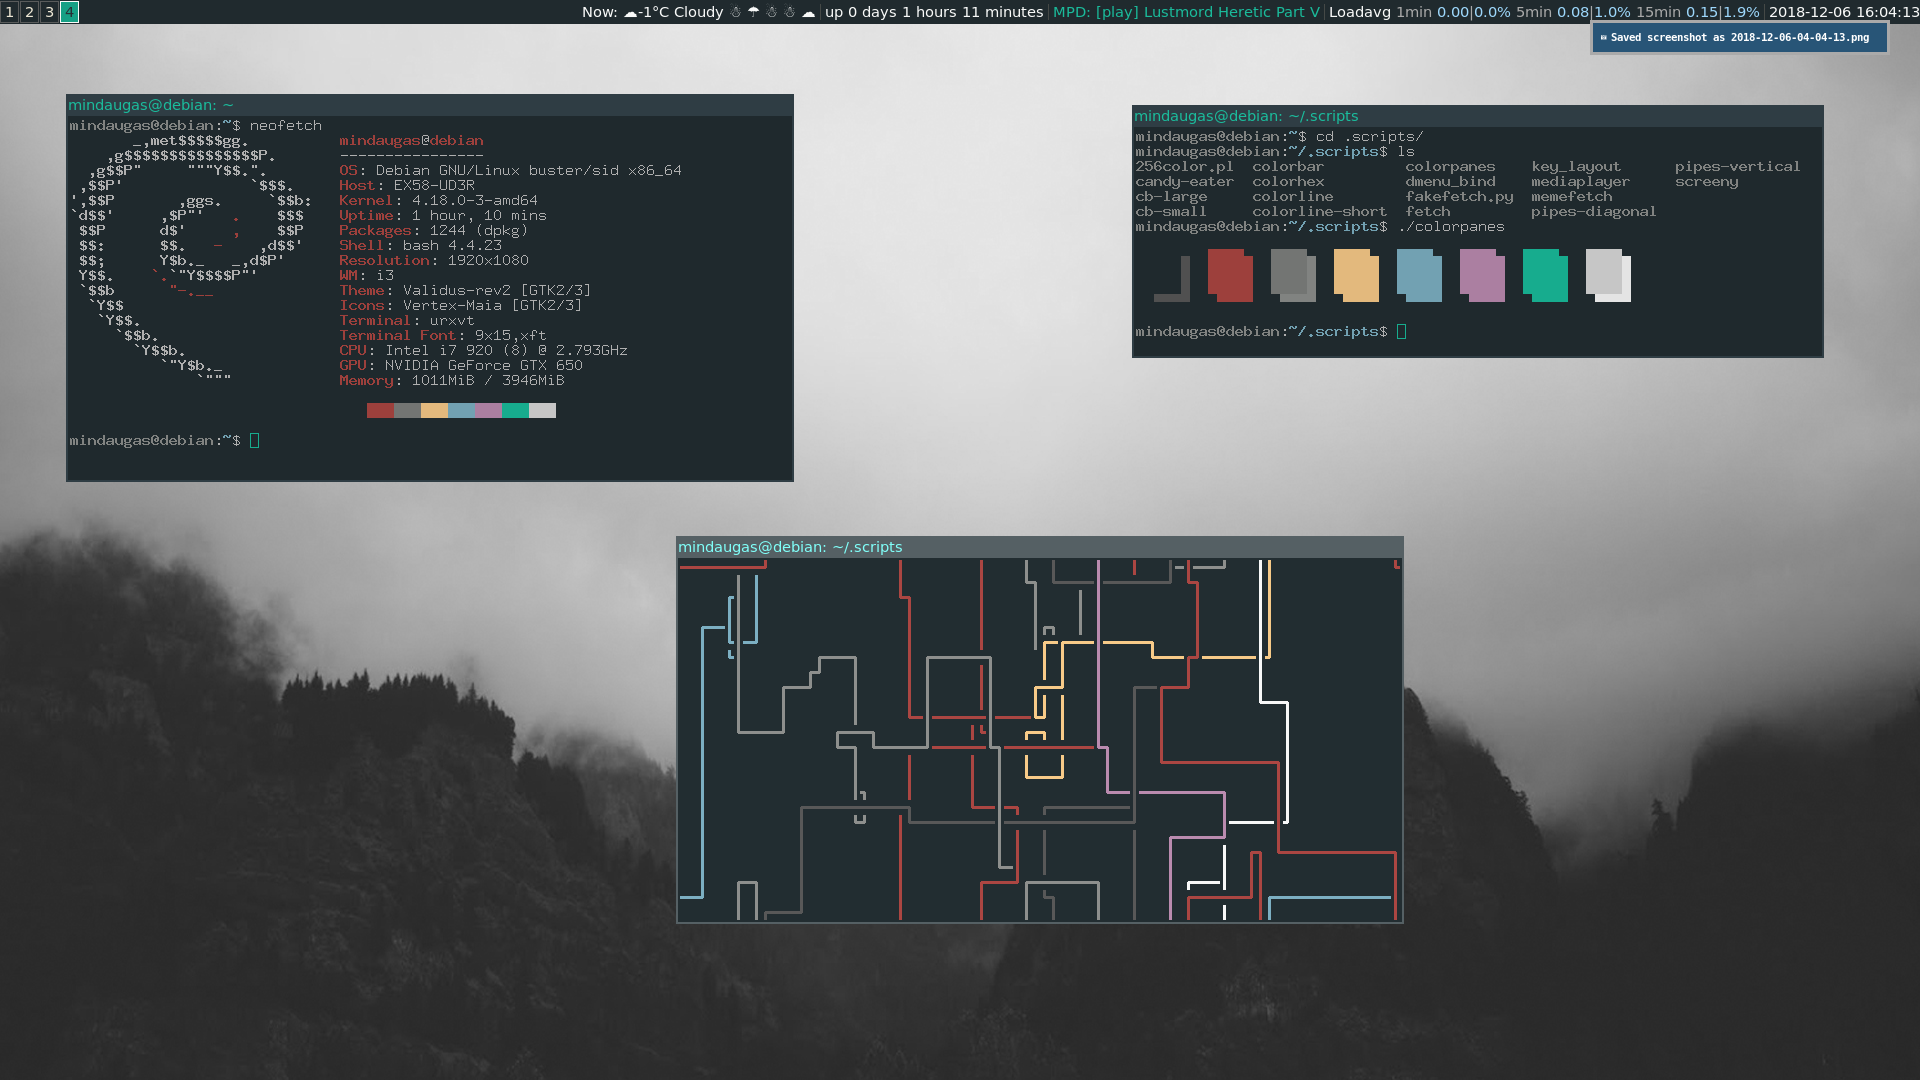 1 2 3 4 Now: ☁-1°C Cloudy ☃ ☂ ☃ ☃ ☁ up 0 days 1 hours 11 minutes MPD: [play] Lustmord Heretic Part V Loadavg 1min 0.00|0.0% 5min 0.08|1.0% 15min 0.15|1.9% 2018-12-06 16:04:13
Saved screenshot as 2018-12-06-04-04-13.png
mindaugas@debian: ~
mindaugas@debian:~$ neofetch
_,met$$$$$gg.
,g$$$$$$$$$$$$$$$P.
,g$$P"     """Y$$.".
,$$P'              `$$$.
',$$P       ,ggs.     `$$b:
`d$$'     ,$P"'   .    $$$
$$P      d$'     ,    $$P
$$:      $$.   -    ,d$$'
$$;      Y$b._   _,d$P'
Y$$.    `.`"Y$$$$P"'
`$$b      "-.__
`Y$$
`Y$$.
`$$b.
`Y$$b.
`"Y$b._
`"""
mindaugas@debian
----------------
OS: Debian GNU/Linux buster/sid x86_64
Host: EX58-UD3R
Kernel: 4.18.0-3-amd64
Uptime: 1 hour, 10 mins
Packages: 1244 (dpkg)
Shell: bash 4.4.23
Resolution: 1920x1080
WM: i3
Theme: Validus-rev2 [GTK2/3]
Icons: Vertex-Maia [GTK2/3]
Terminal: urxvt
Terminal Font: 9x15,xft
CPU: Intel i7 920 (8) @ 2.793GHz
GPU: NVIDIA GeForce GTX 650
Memory: 1011MiB / 3946MiB
mindaugas@debian:~$
mindaugas@debian: ~/.scripts
mindaugas@debian:~$ cd .scripts/
mindaugas@debian:~/.scripts$ ls
256color.pl colorbar colorpanes key_layout pipes-vertical
candy-eater colorhex dmenu_bind mediaplayer screeny
cb-large colorline fakefetch.py memefetch
cb-small colorline-short fetch pipes-diagonal
mindaugas@debian:~/.scripts$ ./colorpanes
mindaugas@debian:~/.scripts$
mindaugas@debian: ~/.scripts